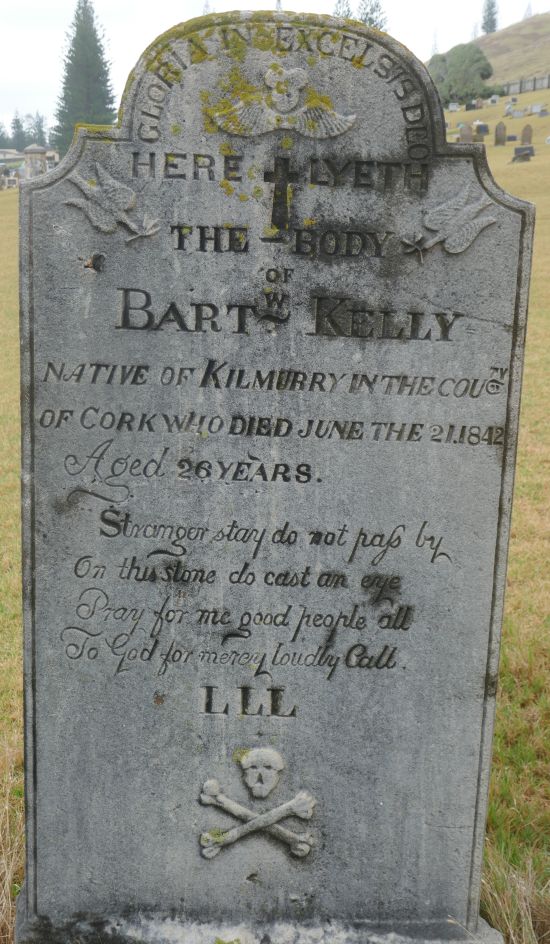 GLORIA IN EXCELSIS DEO
HERE LYETH
THE BODY
OF
BARTW KELLY
NATIVE OF KILMURRY IN THE COUTY
OF CORK WHO DIED JUNE THE 21.1842
Aged 26 YEARS.
Stranger stay do not paſs by
On this stone do cast an eye
Pray for me good people all
To God for mercy loudly Call.
LLL